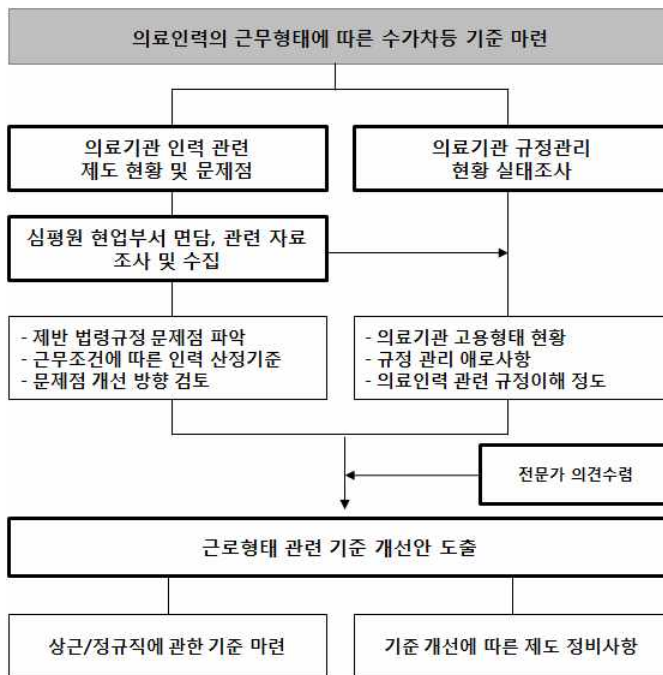 의료인력의 근무형태에 따른 수가차등 기준 마련
의료기관 인력 관련
제도 현황 및 문제점
의료기관 규정관리
현황 실태조사
심평원 현업부서 면담, 관련 자료
조사 및 수집
- 제반 법령규정 문제점 파악
- 근무조건에 따른 인력 산정기준
- 문제점 개선 방향 검토
- 의료기관 고용형태 현황
- 규정 관리 애로사항
- 의료인력 관련 규정이해 정도
전문가 의견수렴
근로형태 관련 기준 개선안 도출
상근/정규직에 관한 기준 마련
기준 개선에 따른 제도 정비사항